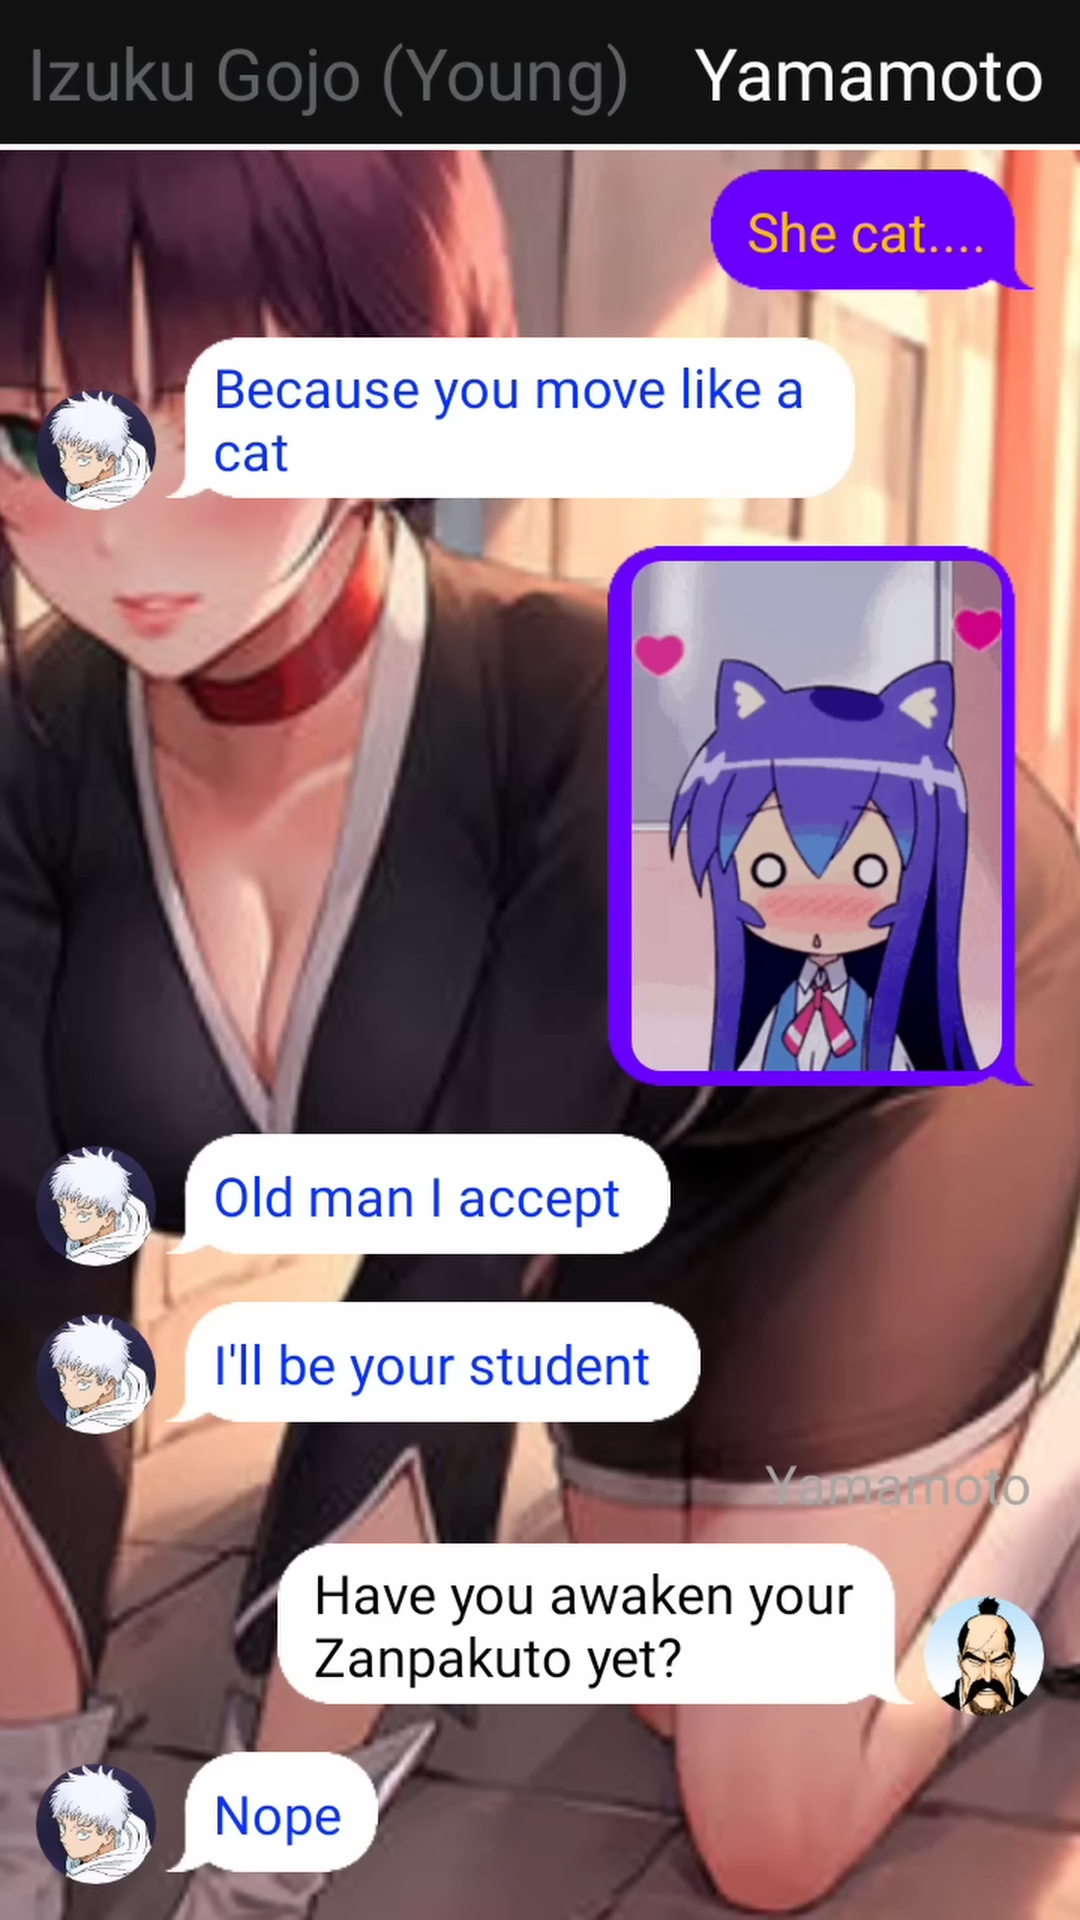 Izuku Gojo (Young) Yamamoto
She cat....
Because you move like a
cat
Old man I accept
I'll be your student
Yamamoto
Have you awaken your
Zanpakuto yet?
Nope